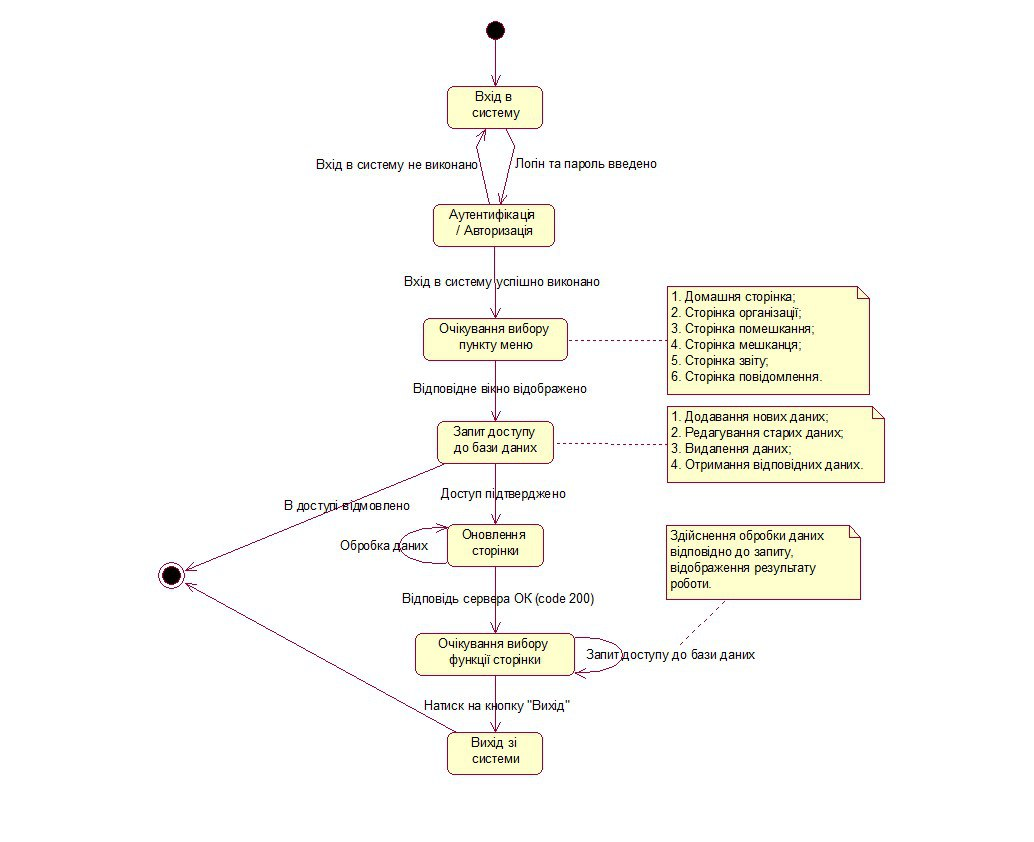 Вхід в
систему
Вхід в систему не виконано
Логін та пароль введено
Аутентифікація
/ Авторизація
Вхід в систему успішно виконано
Очікування вибору
пункту меню
1. Домашня сторінка;
2. Сторінка організації;
3. Сторінка помешкання;
4. Сторінка мешканця;
5. Сторінка звіту;
6. Сторінка повідомлення.
Відповідне вікно відображено
Запит доступу
до бази даних
1. Додавання нових даних;
2. Редагування старих даних;
3. Видалення даних;
4. Отримання відповідних даних.
В доступі відмовлено
Доступ підтверджено
Обробка даних
Оновлення
сторінки
Здійснення обробки даних
відповідно до запиту,
відображення результату
роботи.
Відповідь сервера OK (code 200)
Очікування вибору
функції сторінки
Запит доступу до бази даних
Натиск на кнопку "Вихід"
Вихід зі
системи